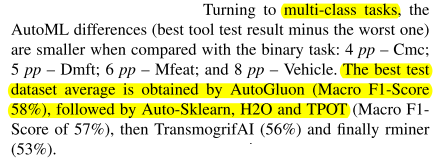 Turning to multi-class tasks, the
AutoML differences (best tool test result minus the worst one)
are smaller when compared with the binary task: 4 pp – Cmc;
5 pp – Dmft; 6 pp – Mfeat; and 8 pp – Vehicle. The best test
dataset average is obtained by AutoGluon (Macro F1-Score
58%), followed by Auto-Sklearn, H2O and TPOT (Macro F1-
Score of 57%), then TransmogrifAI (56%) and finally rminer
(53%).